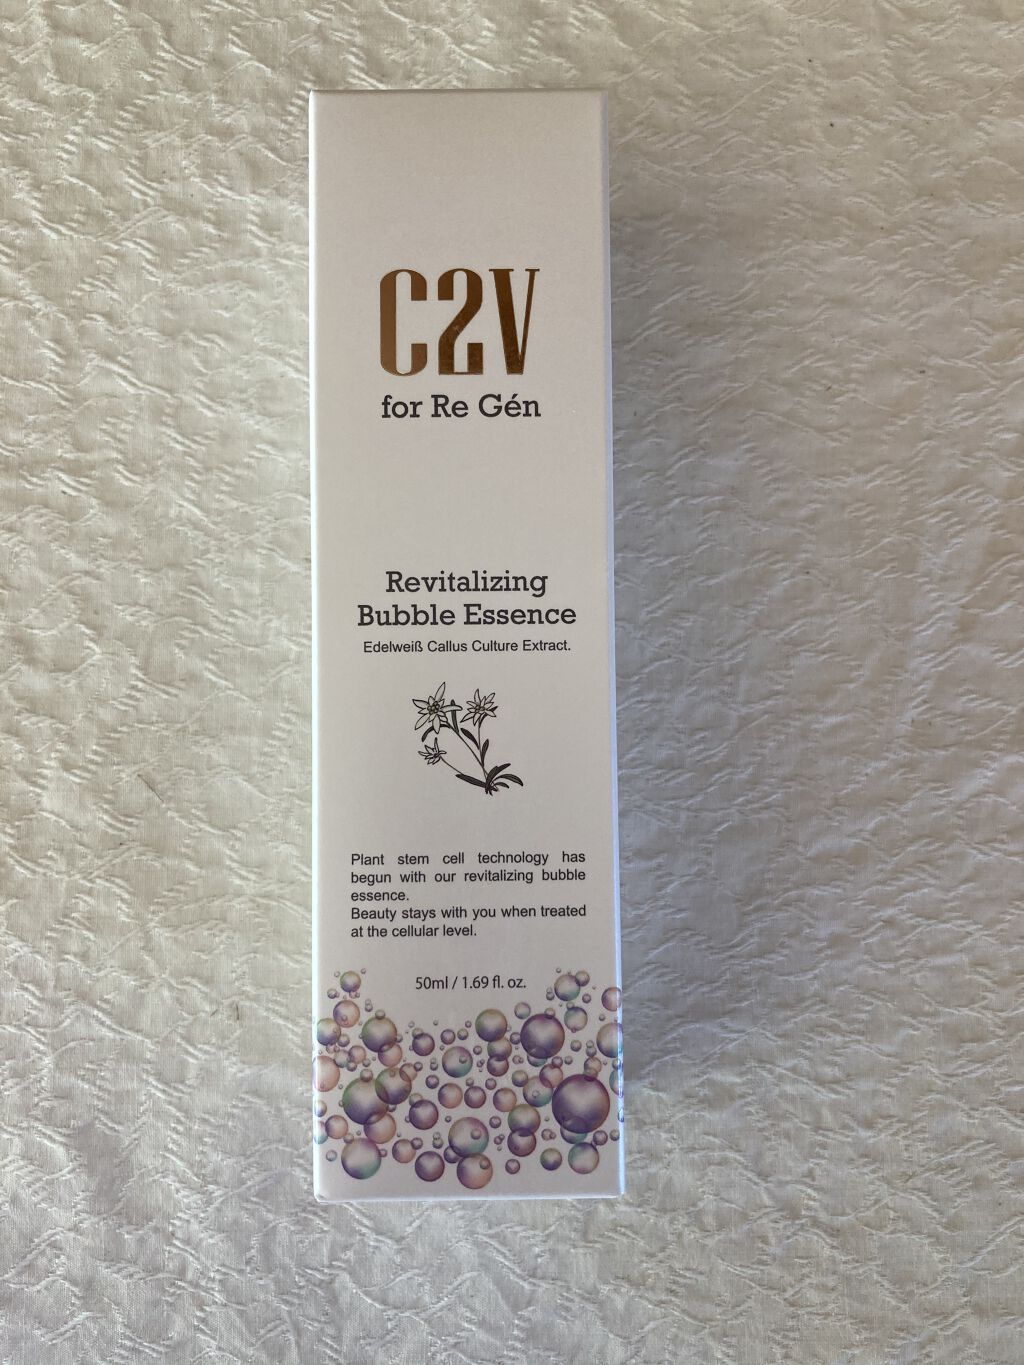 C2V
for Re Gén
Revitalizing
Bubble Essence
Edelweiß Callus Culture Extract.
Plant stem cell technology has
begun with our revitalizing bubble
essence.
Beauty stays with you when treated
at the cellular level.
50ml / 1.69 fl. oz.